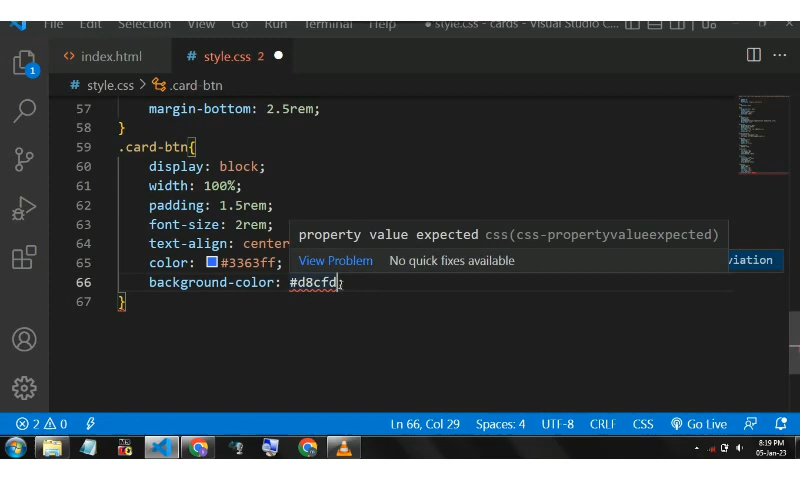 File Edit Selection View Go Run Terminal Help ● style.css - cards - Visual Studio C...
index.html # style.css 2
# style.css > .card-btn
57 margin-bottom: 2.5rem;
58 }
59 .card-btn{
60 display: block;
61 width: 100%;
62 padding: 1.5rem;
63 font-size: 2rem;
property value expected css(css-propertyvalueexpected)
64 text-align: center
View Problem No quick fixes available
viation
65 color: #3363ff;
66 background-color: #d8cfd
67 }
1
2 0 Ln 66, Col 29 Spaces: 4 UTF-8 CRLF CSS Go Live
8:19 PM
05-Jan-23